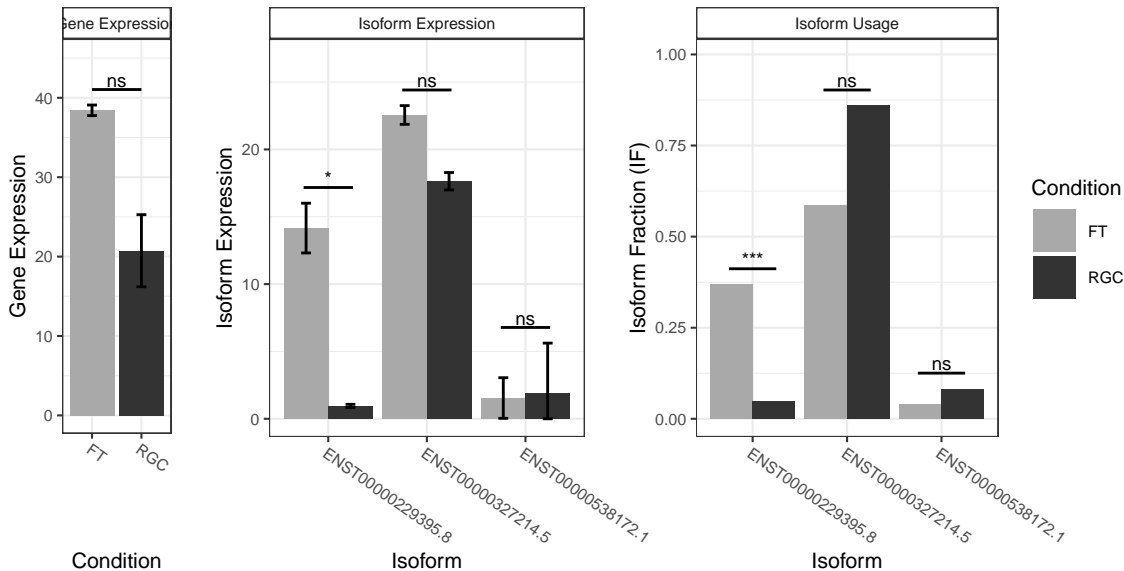 Gene Expression
Isoform Expression
Isoform Usage
Gene Expression
0
10
20
30
40
ns
FT
RGC
Condition
Isoform Expression
0
10
20
*
ns
ns
ENST00000229395.8
ENST00000327214.5
ENST00000538172.1
Isoform
Isoform Fraction (IF)
0.00
0.25
0.50
0.75
1.00
***
ns
ns
ENST00000229395.8
ENST00000327214.5
ENST00000538172.1
Isoform
Condition
FT
RGC